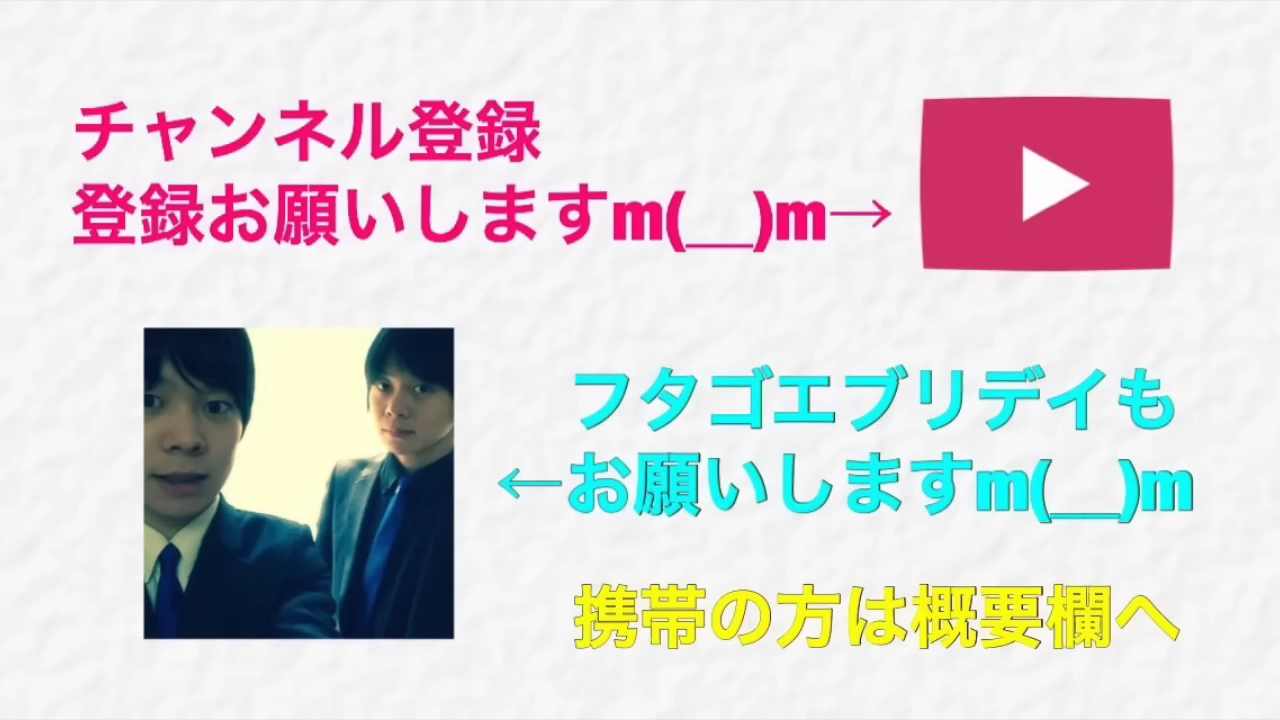 チャンネル登録
登録お願いしますm(__)m→
フタゴエブリデイも
←お願いしますm(__)m
携帯の方は概要欄へ